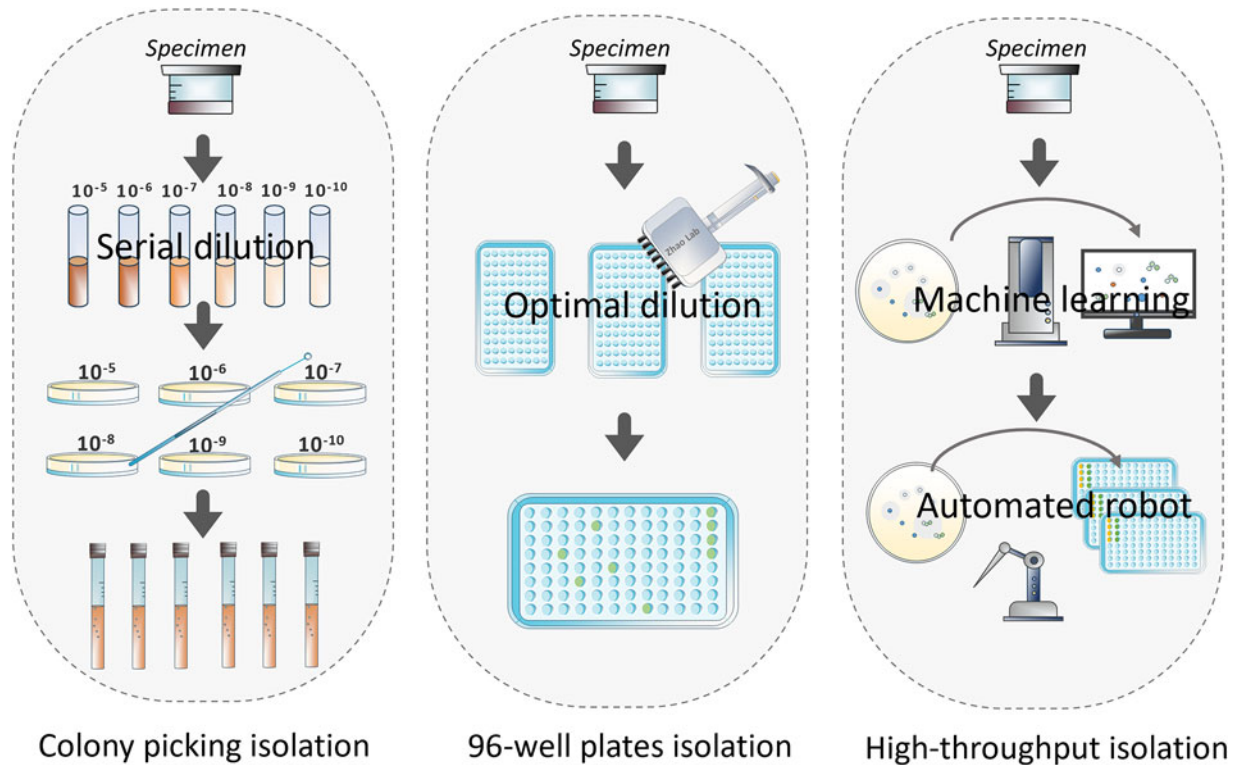 Specimen
10⁻⁵ 10⁻⁶ 10⁻⁷ 10⁻⁸ 10⁻⁹ 10⁻¹⁰
Serial dilution
10⁻⁵ 10⁻⁶ 10⁻⁷
10⁻⁸ 10⁻⁹ 10⁻¹⁰
Colony picking isolation
Specimen
Zhao Lab
Optimal dilution
96-well plates isolation
Specimen
Machine learning
Automated robot
High-throughput isolation